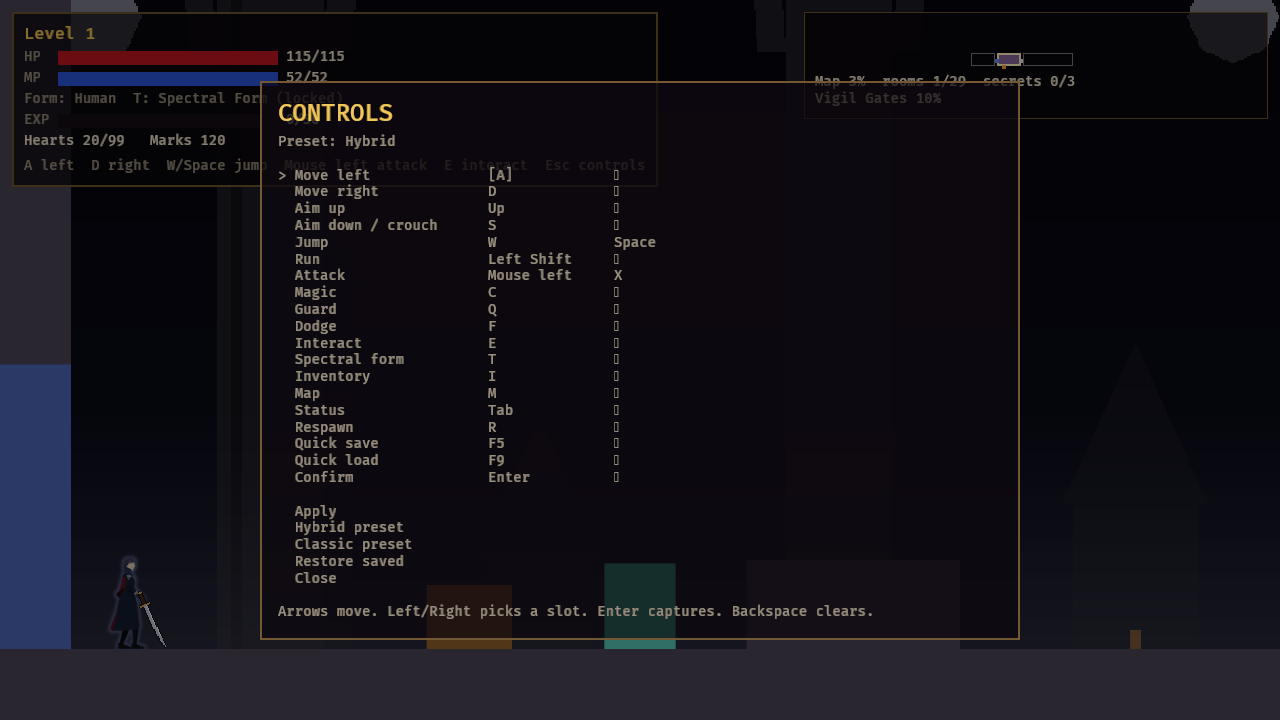 Level 1
HP 115/115
MP 52/52
Form: Human T: Spectral Form (locked)
EXP
Hearts 20/99 Marks 120
A left D right W/Space jump Mouse left attack E interact Esc controls
Map 3% rooms 1/29 secrets 0/3
Vigil Gates 10%
CONTROLS
Preset: Hybrid
> Move left [A] ▯
Move right D ▯
Aim up Up ▯
Aim down / crouch S ▯
Jump W Space
Run Left Shift ▯
Attack Mouse left X
Magic C ▯
Guard Q ▯
Dodge F ▯
Interact E ▯
Spectral form T ▯
Inventory I ▯
Map M ▯
Status Tab ▯
Respawn R ▯
Quick save F5 ▯
Quick load F9 ▯
Confirm Enter ▯
Apply
Hybrid preset
Classic preset
Restore saved
Close
Arrows move. Left/Right picks a slot. Enter captures. Backspace clears.